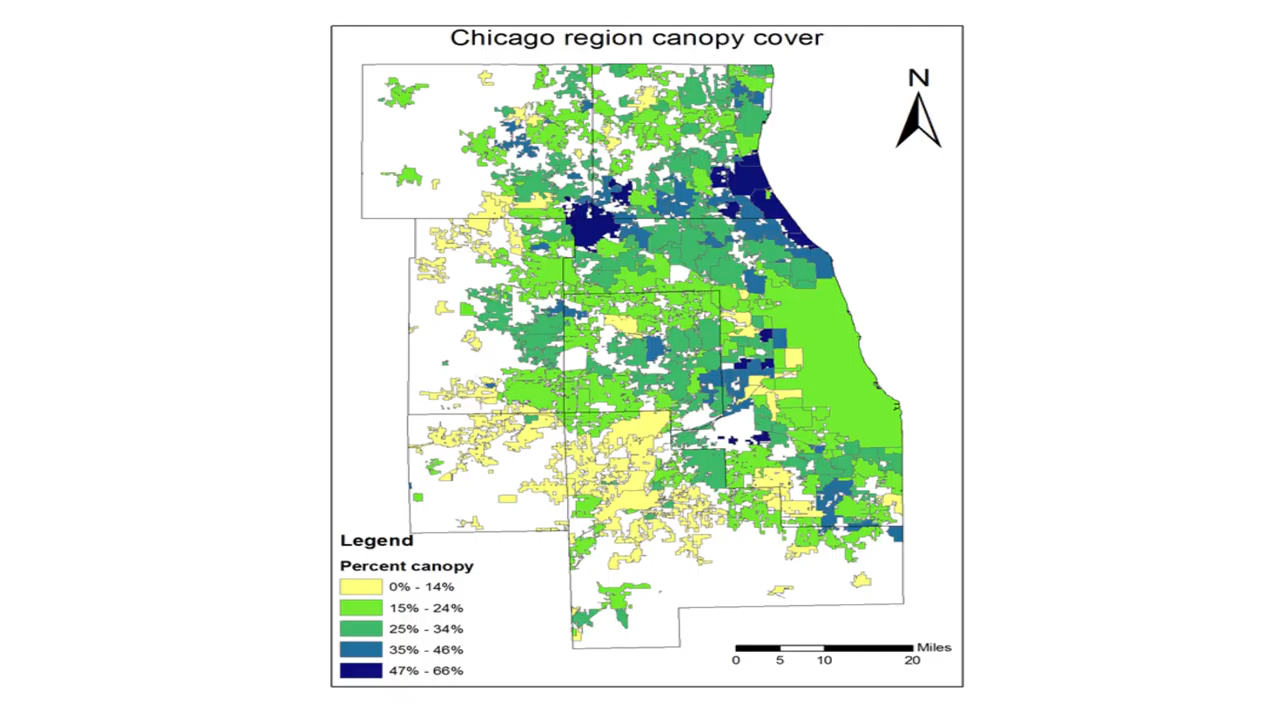 Chicago region canopy cover
N
Legend
Percent canopy
0% - 14%
15% - 24%
25% - 34%
35% - 46%
47% - 66%
Miles
0 5 10 20